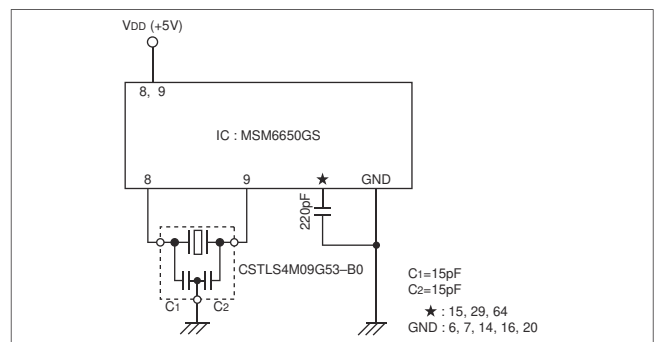 VDD (+5V)
8, 9
IC : MSM6650GS
8 9 ★ GND
220pF
CSTLS4M09G53–B0
C1 C2
C1=15pF
C2=15pF
★ : 15, 29, 64
GND : 6, 7, 14, 16, 20